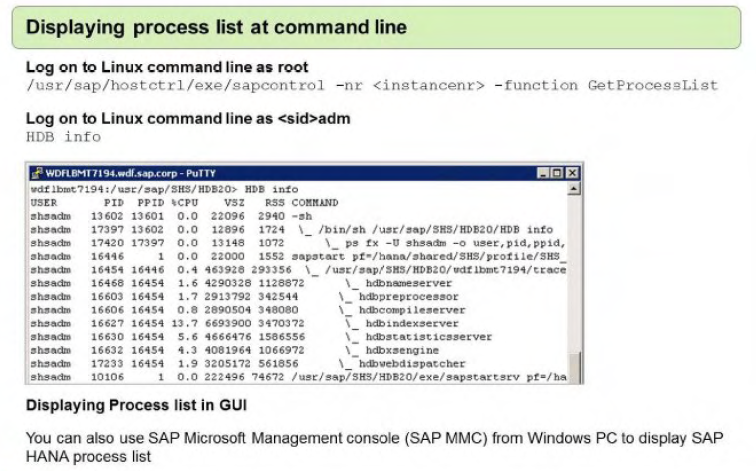 Displaying process list at command line
Log on to Linux command line as root
/usr/sap/hostctrl/exe/sapcontrol -nr <instancenr> -function GetProcessList
Log on to Linux command line as <sid>adm
HDB info
WDFLBMT7194.wdf.sap.corp - PuTTY
wdflbmt7194:/usr/sap/SHS/HDB20> HDB info
USER PID PPID %CPU VSZ RSS COMMAND
shsadm 13602 13601 0.0 22096 2940 -sh
shsadm 17397 13602 0.0 12896 1724 \_ /bin/sh /usr/sap/SHS/HDB20/HDB info
shsadm 17420 17397 0.0 13148 1072 \_ ps fx -U shsadm -o user,pid,ppid,
shsadm 16446 1 0.0 22000 1552 sapstart pf=/hana/shared/SHS/profile/SHS_
shsadm 16454 16446 0.4 463928 293356 \_ /usr/sap/SHS/HDB20/wdflbmt7194/trace
shsadm 16468 16454 1.6 4290328 1128872 \_ hdbnameserver
shsadm 16603 16454 1.7 2913792 342544 \_ hdbpreprocessor
shsadm 16606 16454 0.8 2890504 348080 \_ hdbcompileserver
shsadm 16627 16454 13.7 6693900 3470372 \_ hdbindexserver
shsadm 16630 16454 5.6 4666476 1586556 \_ hdbstatisticsserver
shsadm 16632 16454 4.3 4081964 1066972 \_ hdbxsengine
shsadm 17233 16454 1.9 3205172 561856 \_ hdbwebdispatcher
shsadm 10106 1 0.0 222496 74672 /usr/sap/SHS/HDB20/exe/sapstartsrv pf=/ha
Displaying Process list in GUI
You can also use SAP Microsoft Management console (SAP MMC) from Windows PC to display SAP
HANA process list